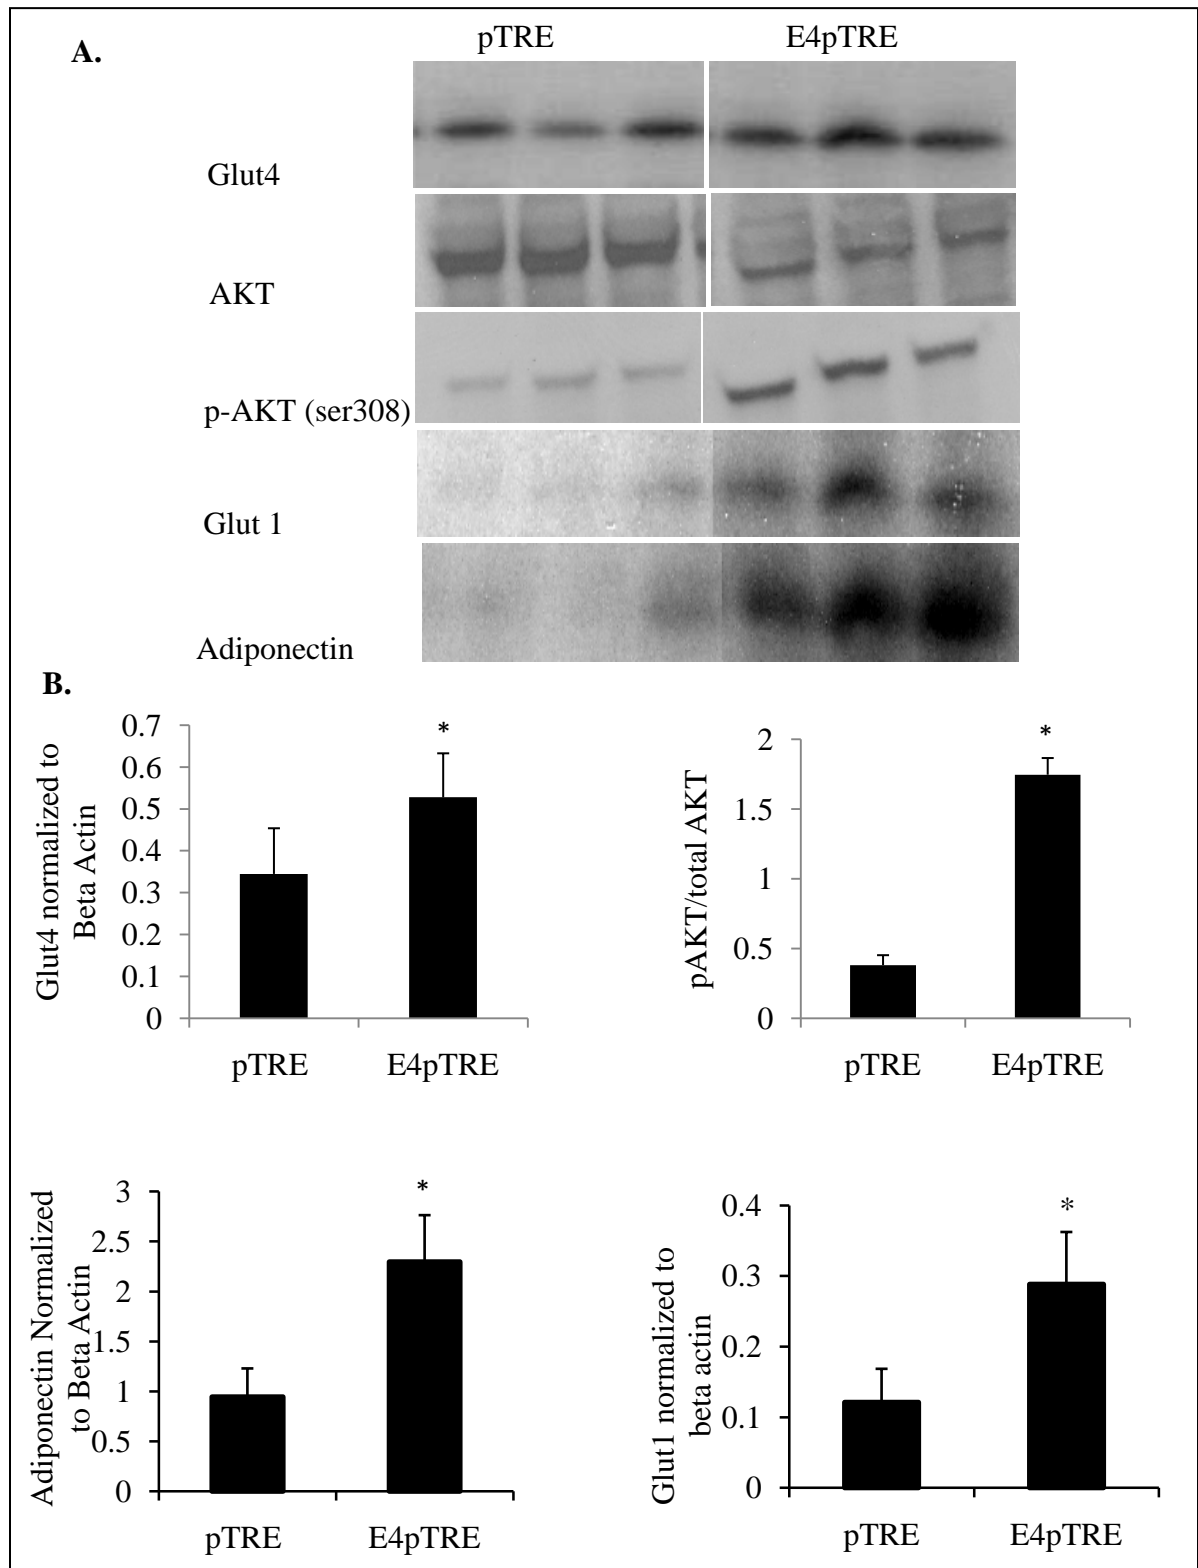 A.
pTRE E4pTRE
Glut4
AKT
p-AKT (ser308)
Glut 1
Adiponectin
B.
Glut4 normalized to
Beta Actin
0.7
0.6
0.5
0.4
0.3
0.2
0.1
0
*
pTRE E4pTRE
pAKT/total AKT
2
1.5
1
0.5
0
*
pTRE E4pTRE
Adiponectin Normalized
to Beta Actin
3
2.5
2
1.5
1
0.5
0
*
pTRE E4pTRE
Glut1 normalized to
beta actin
0.4
0.3
0.2
0.1
0
*
pTRE E4pTRE